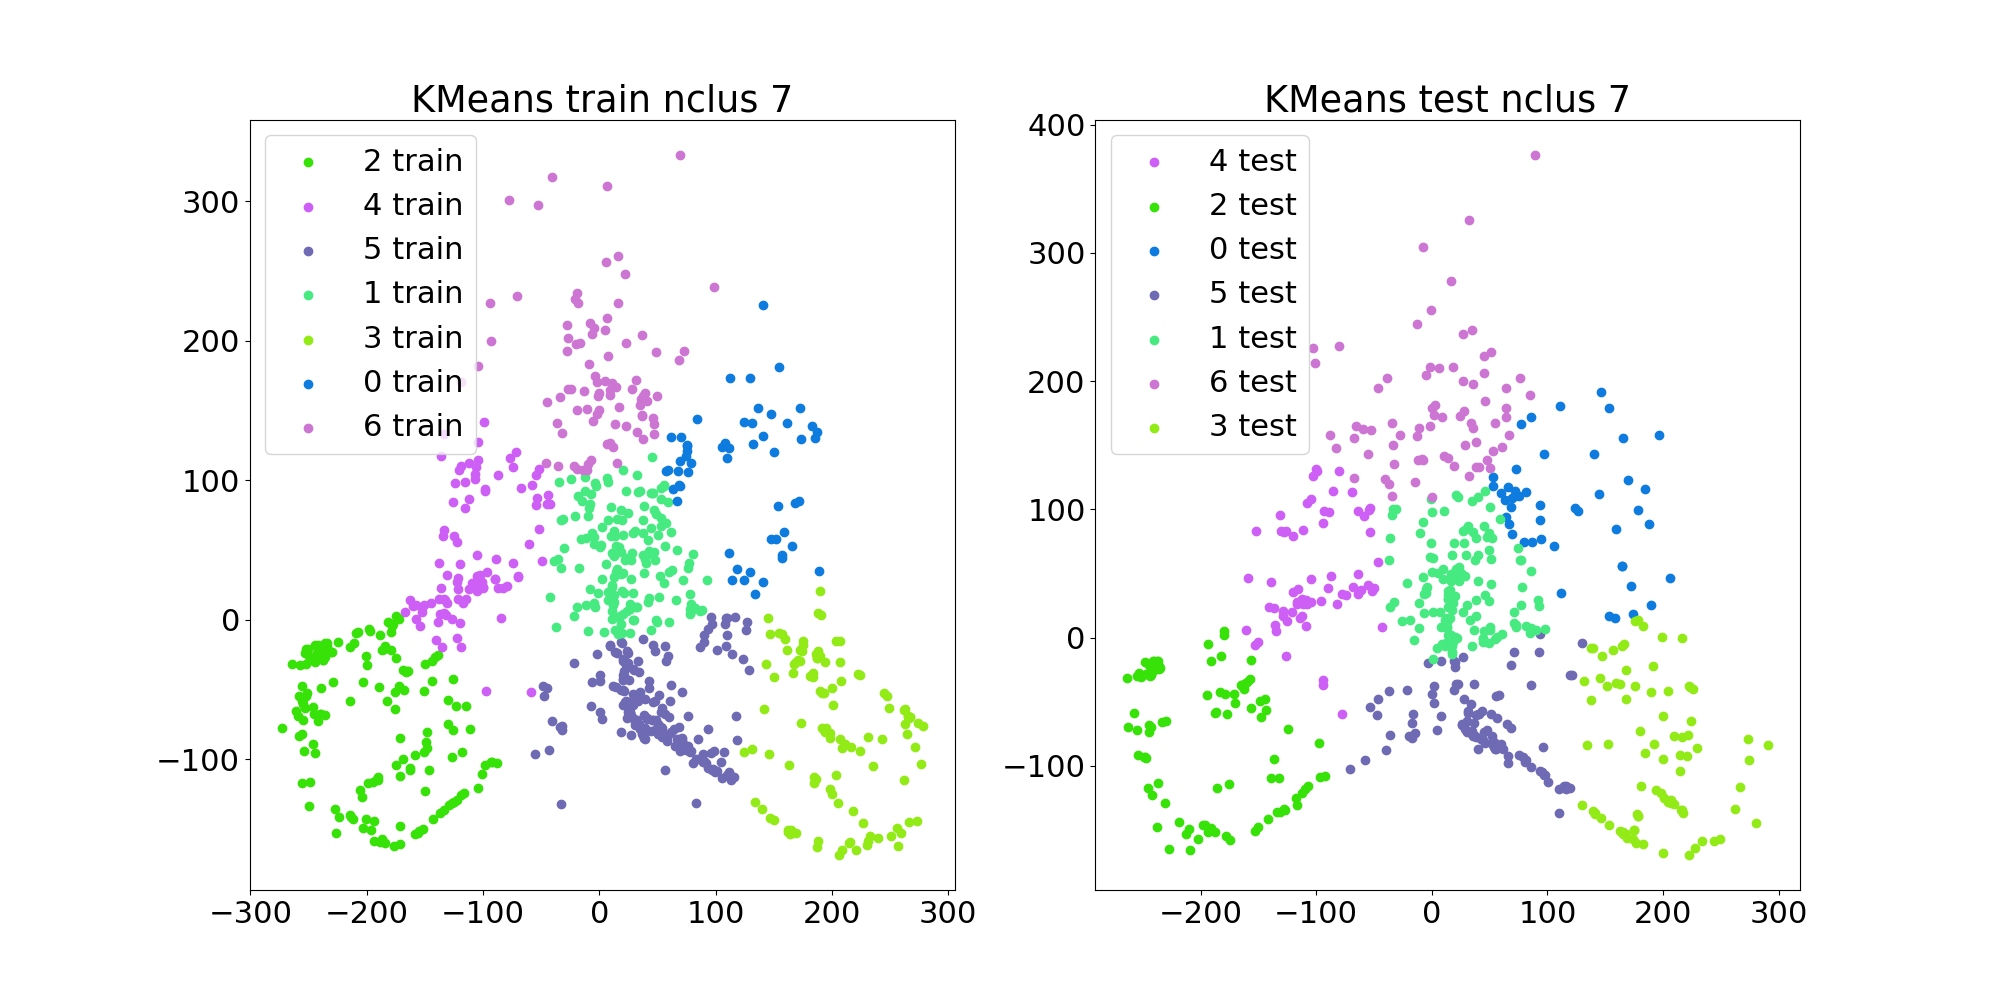 KMeans train nclus 7
2 train
4 train
5 train
1 train
3 train
0 train
6 train
300
200
100
0
−100
−300 −200 −100 0 100 200 300
KMeans test nclus 7
4 test
2 test
0 test
5 test
1 test
6 test
3 test
400
300
200
100
0
−100
−200 −100 0 100 200 300